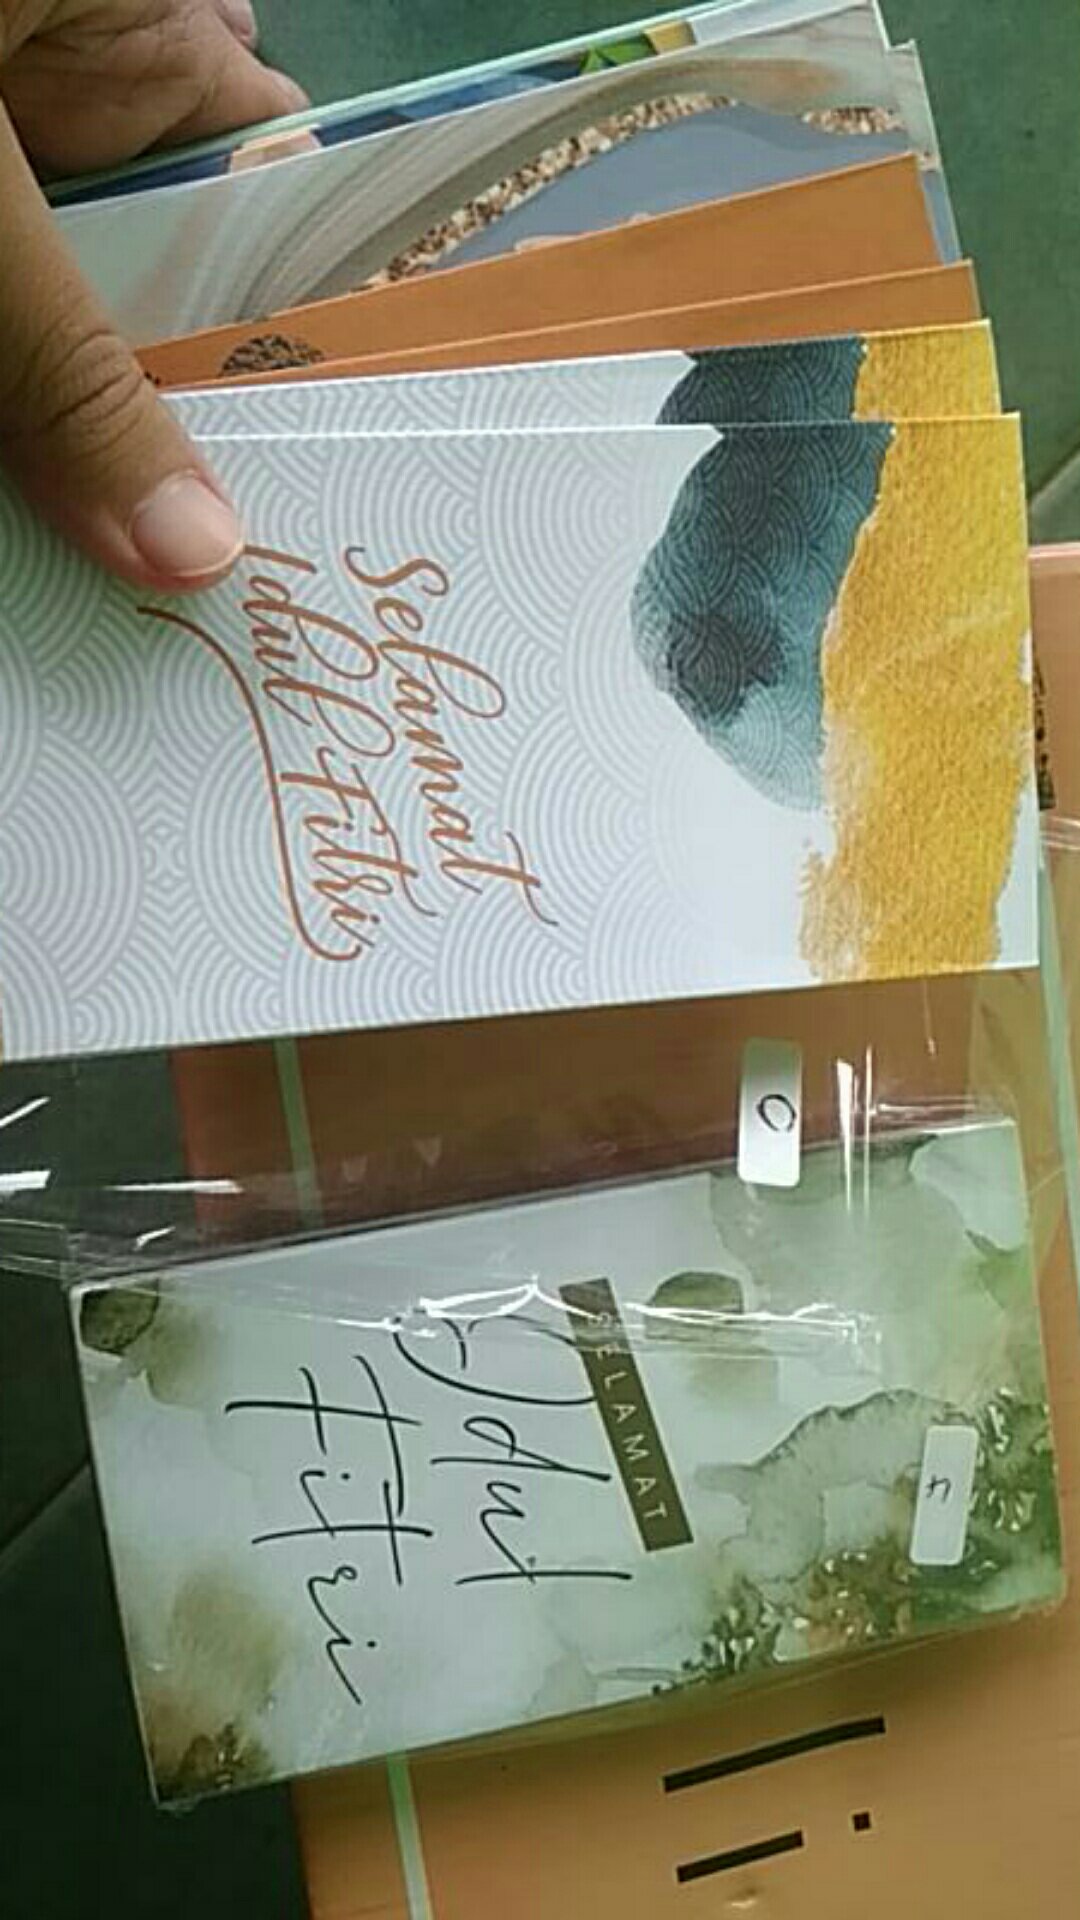 Selamat
Idul Fitri
SELAMAT
Idul
Fitri